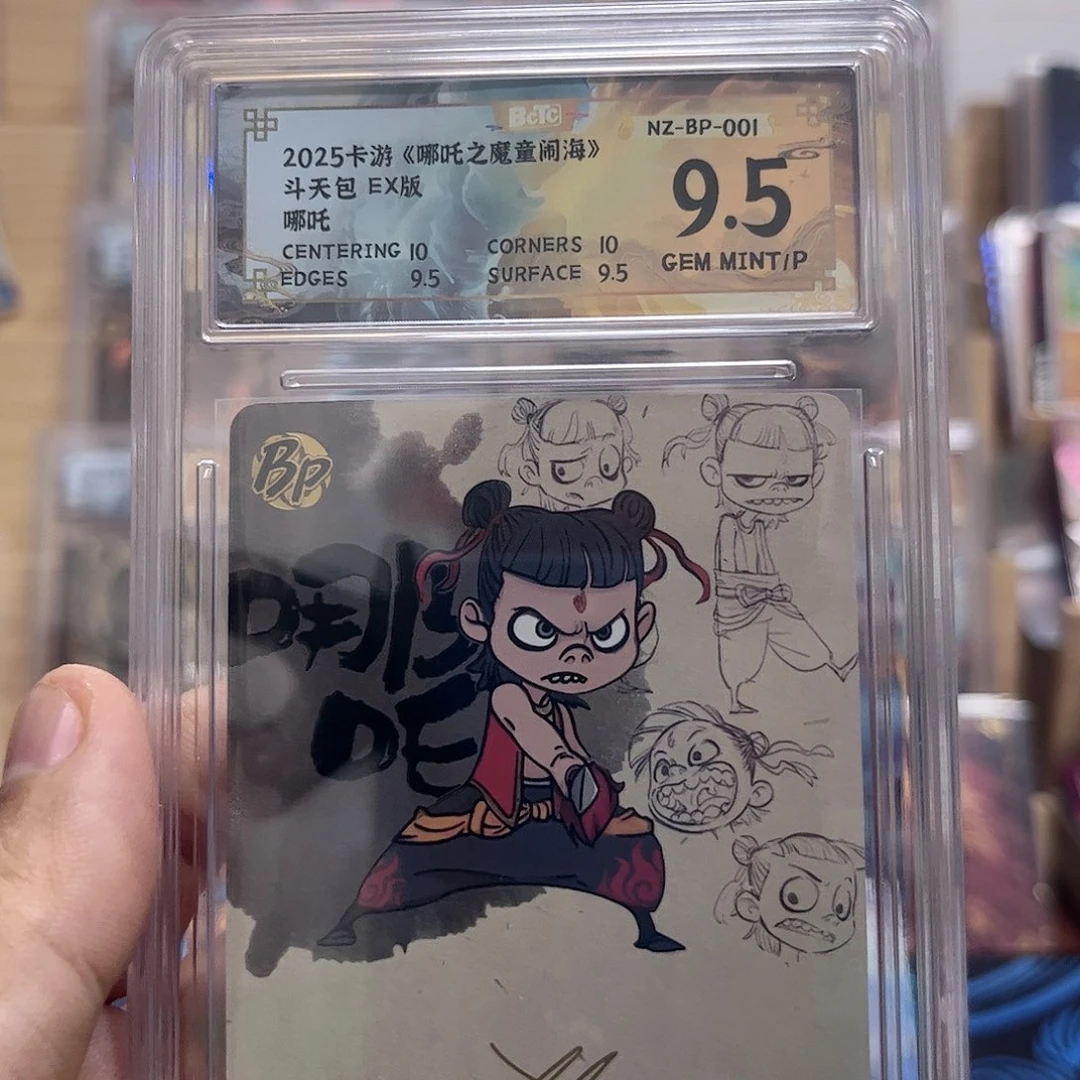 BCTC
NZ-BP-001
2025卡游《哪吒之魔童闹海》
斗天包 EX版
哪吒
9.5
CENTERING 10
CORNERS 10
EDGES 9.5
SURFACE 9.5
GEM MINT/P
BP
哪吒